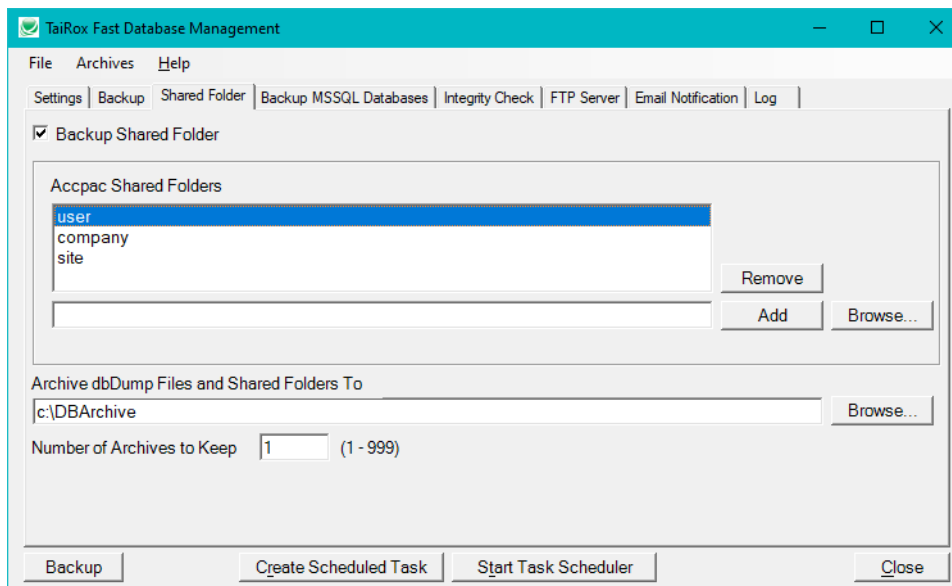 TaiRox Fast Database Management
File Archives Help
Settings Backup Shared Folder Backup MSSQL Databases Integrity Check FTP Server Email Notification Log
Backup Shared Folder
Accpac Shared Folders
user
company
site
Remove
Add Browse...
Archive dbDump Files and Shared Folders To
c:\DBArchive Browse...
Number of Archives to Keep 1 (1 - 999)
Backup Create Scheduled Task Start Task Scheduler Close